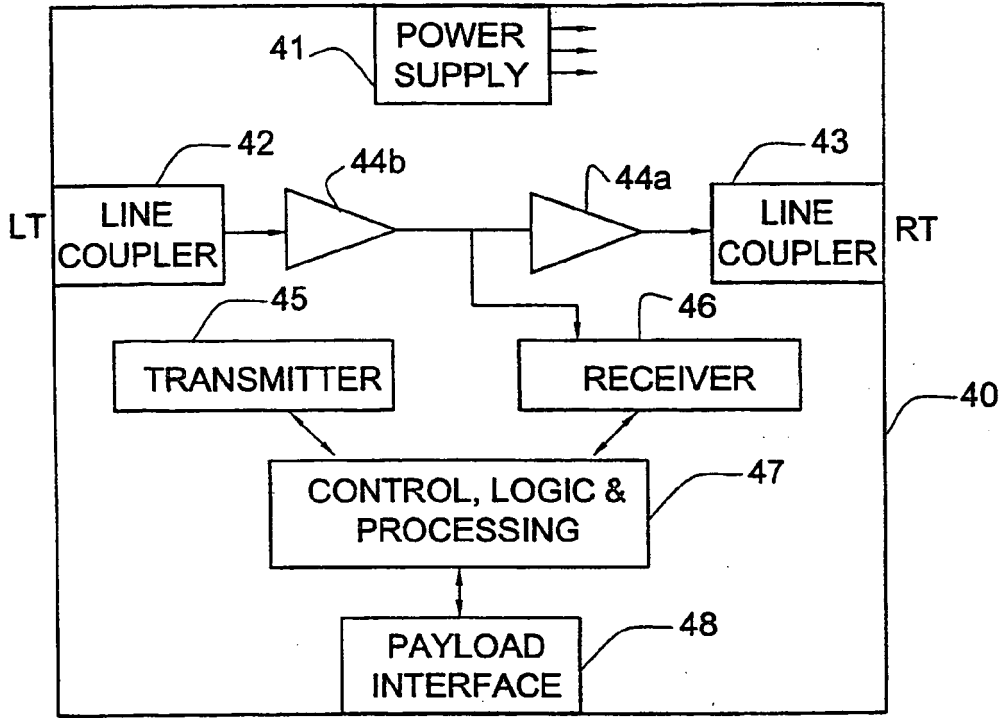 41
POWER
SUPPLY
42
44b
44a
43
LT
LINE
COUPLER
LINE
COUPLER
RT
45
46
TRANSMITTER
RECEIVER
40
CONTROL, LOGIC &
PROCESSING
47
PAYLOAD
INTERFACE
48